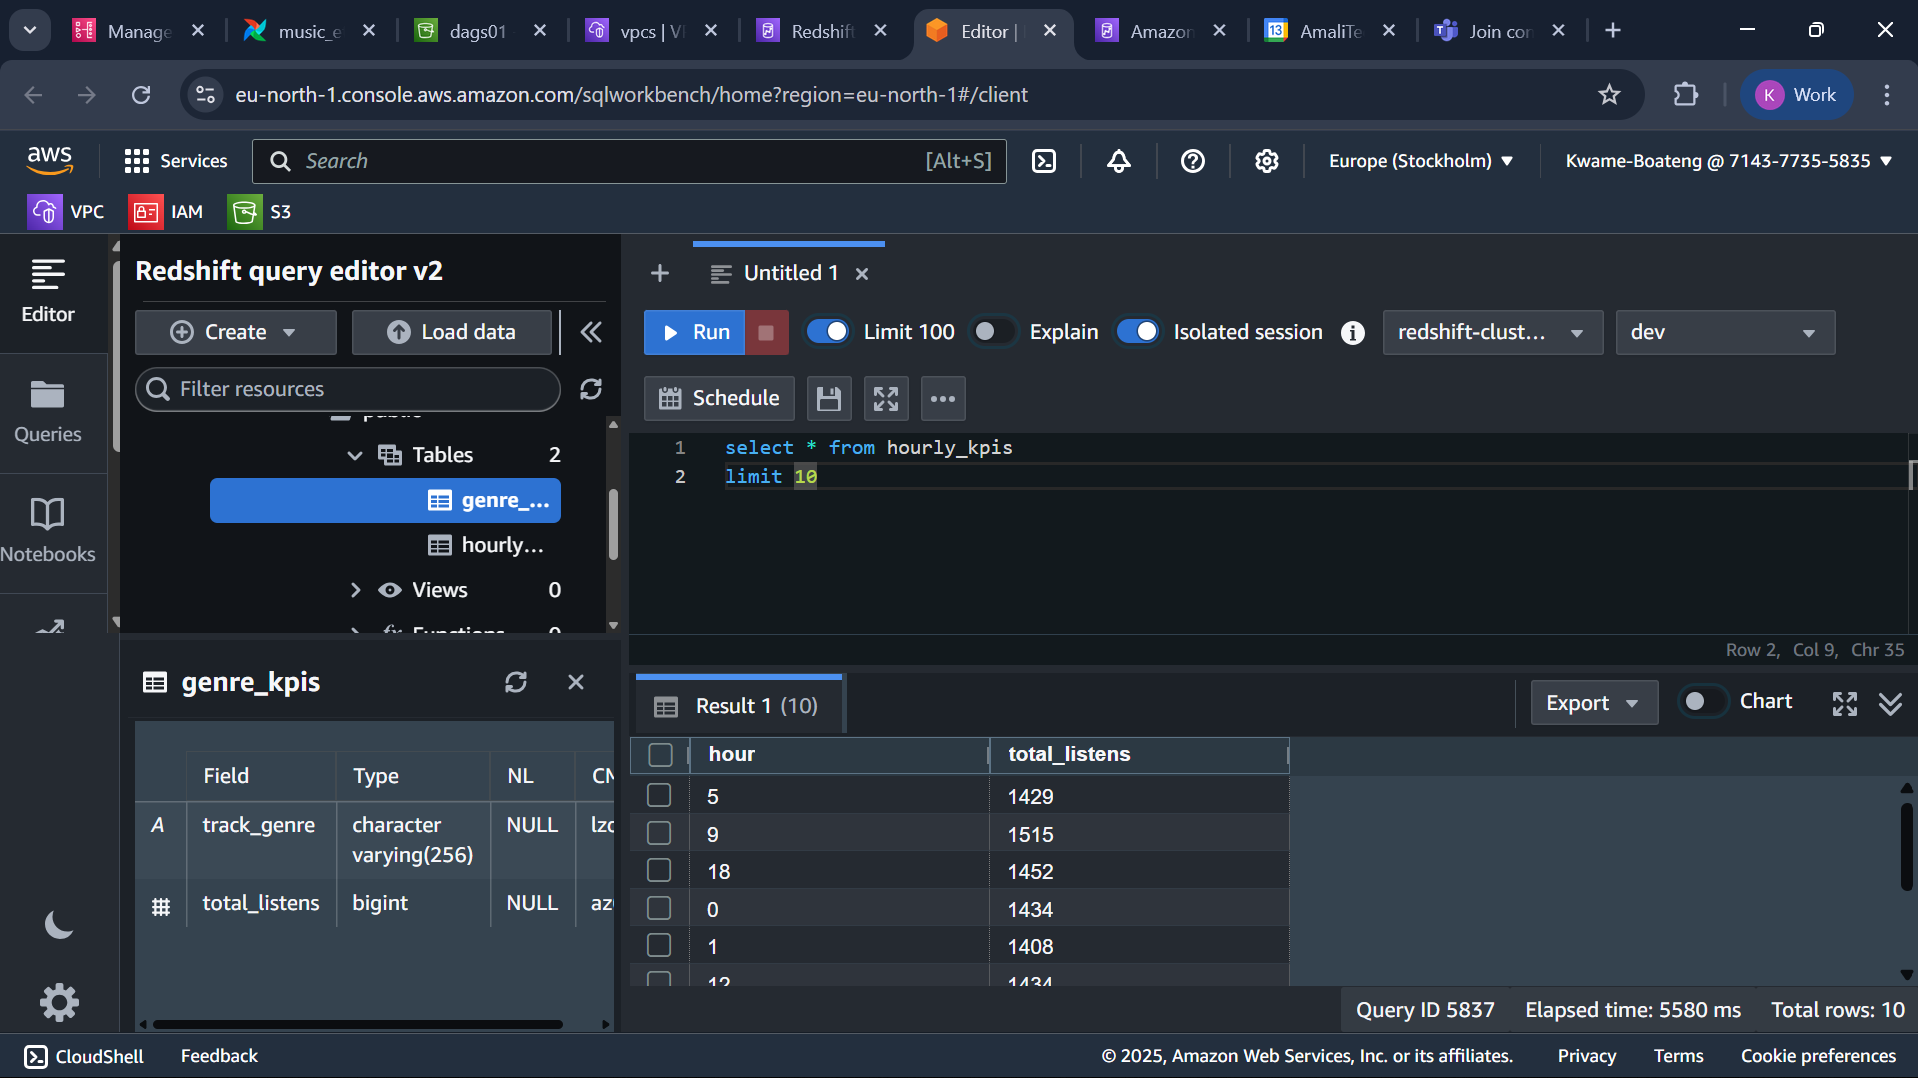 Manage
music_e
dags01
vpcs | V
Redshift
Editor |
Amazon
13
AmaliTe
Join cor
eu-north-1.console.aws.amazon.com/sqlworkbench/home?region=eu-north-1#/client
K
Work
aws
Services
Search
[Alt+S]
Europe (Stockholm)
Kwame-Boateng @ 7143-7735-5835
VPC
IAM
S3
Editor
Queries
Notebooks
Redshift query editor v2
Create
Load data
Filter resources
public
Tables 2
genre_...
hourly...
Views 0
Functions 0
genre_kpis
Field Type NL
track_genre character varying(256) NULL lzo
total_listens bigint NULL az
Untitled 1
Run
Limit 100
Explain
Isolated session
redshift-clust...
dev
Schedule
1 select * from hourly_kpis
2 limit 10
Row 2, Col 9, Chr 35
Result 1 (10)
Export
Chart
hour total_listens
5 1429
9 1515
18 1452
0 1434
1 1408
12 1434
Query ID 5837 Elapsed time: 5580 ms Total rows: 10
CloudShell
Feedback
© 2025, Amazon Web Services, Inc. or its affiliates.
Privacy
Terms
Cookie preferences